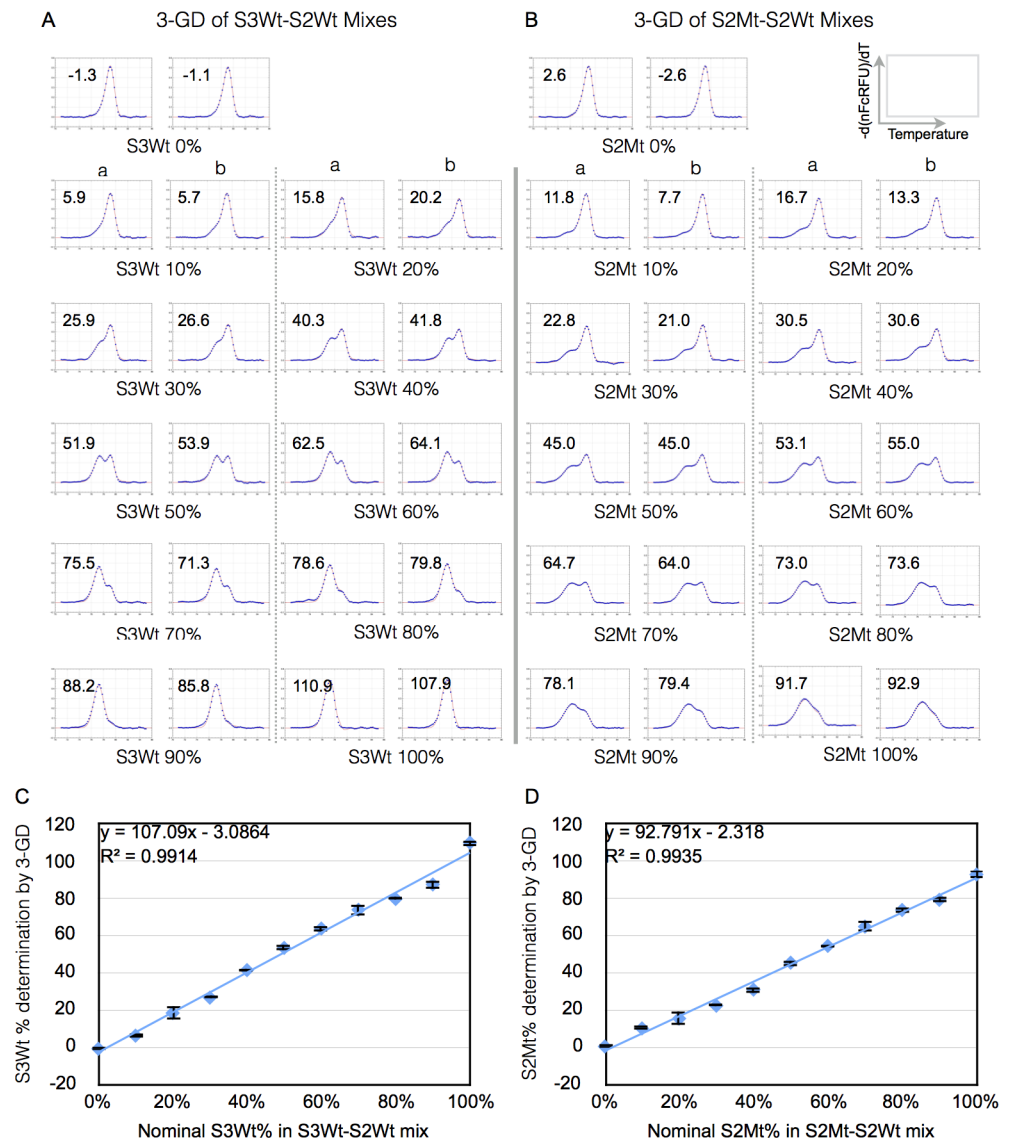 A 3-GD of S3Wt-S2Wt Mixes
-1.3 -1.1
S3Wt 0%
a b a b
5.9 5.7 15.8 20.2
S3Wt 10% S3Wt 20%
25.9 26.6 40.3 41.8
S3Wt 30% S3Wt 40%
51.9 53.9 62.5 64.1
S3Wt 50% S3Wt 60%
75.5 71.3 78.6 79.8
S3Wt 70% S3Wt 80%
88.2 85.8 110.9 107.9
S3Wt 90% S3Wt 100%
B 3-GD of S2Mt-S2Wt Mixes
2.6 -2.6
S2Mt 0%
-d(nFcRFU))/dT
Temperature
a b a b
11.8 7.7 16.7 13.3
S2Mt 10% S2Mt 20%
22.8 21.0 30.5 30.6
S2Mt 30% S2Mt 40%
45.0 45.0 53.1 55.0
S2Mt 50% S2Mt 60%
64.7 64.0 73.0 73.6
S2Mt 70% S2Mt 80%
78.1 79.4 91.7 92.9
S2Mt 90% S2Mt 100%
C
S3Wt % determination by 3-GD
y = 107.09x - 3.0864
R² = 0.9914
120
100
80
60
40
20
0
-20
0% 20% 40% 60% 80% 100%
Nominal S3Wt% in S3Wt-S2Wt mix
D
S2Mt% determination by 3-GD
y = 92.791x - 2.318
R² = 0.9935
120
100
80
60
40
20
0
-20
0% 20% 40% 60% 80% 100%
Nominal S2Mt% in S2Mt-S2Wt mix